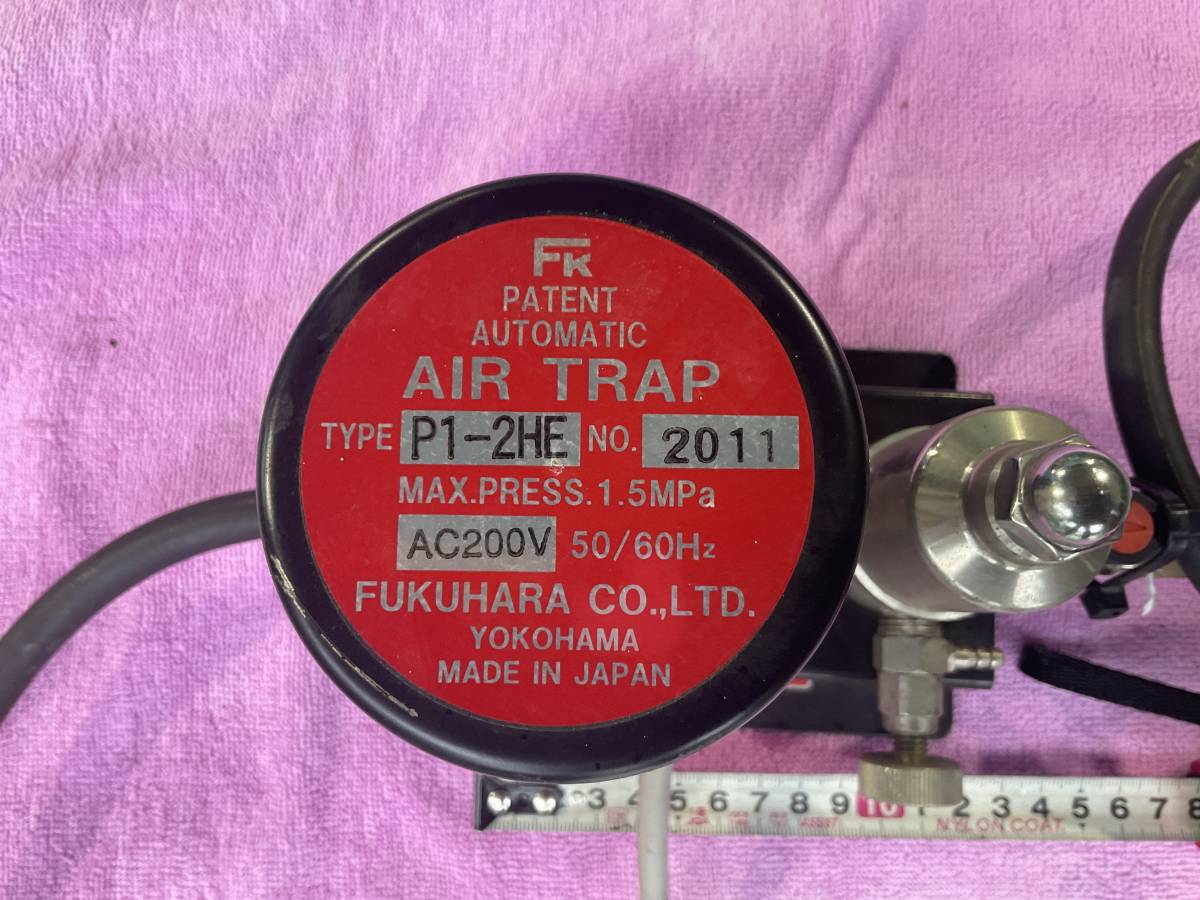 FK
PATENT
AUTOMATIC
AIR TRAP
TYPE P1-2HE NO. 2011
MAX.PRESS.1.5MPa
AC200V 50/60Hz
FUKUHARA CO.,LTD.
YOKOHAMA
MADE IN JAPAN
3 4 5 6 7 8 9 10 1 2 3 4 5 6 7 8
NYLON COAT